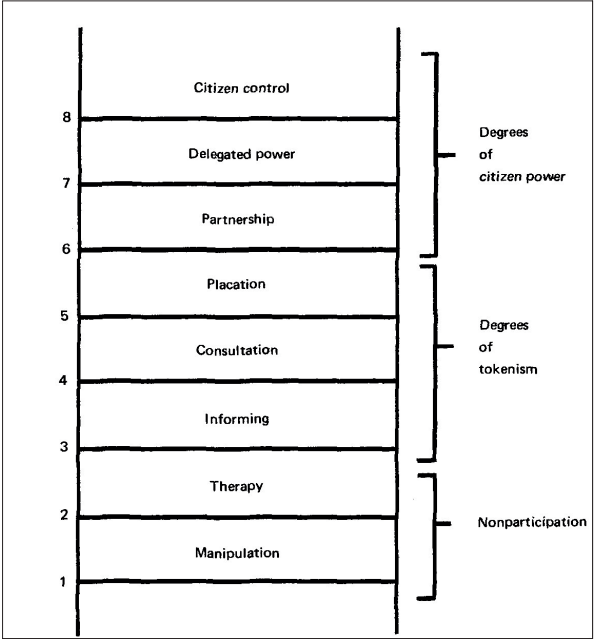 Citizen control
8
Delegated power
7
Partnership
6
Placation
5
Consultation
4
Informing
3
Therapy
2
Manipulation
1
Degrees
of
citizen power
Degrees
of
tokenism
Nonparticipation